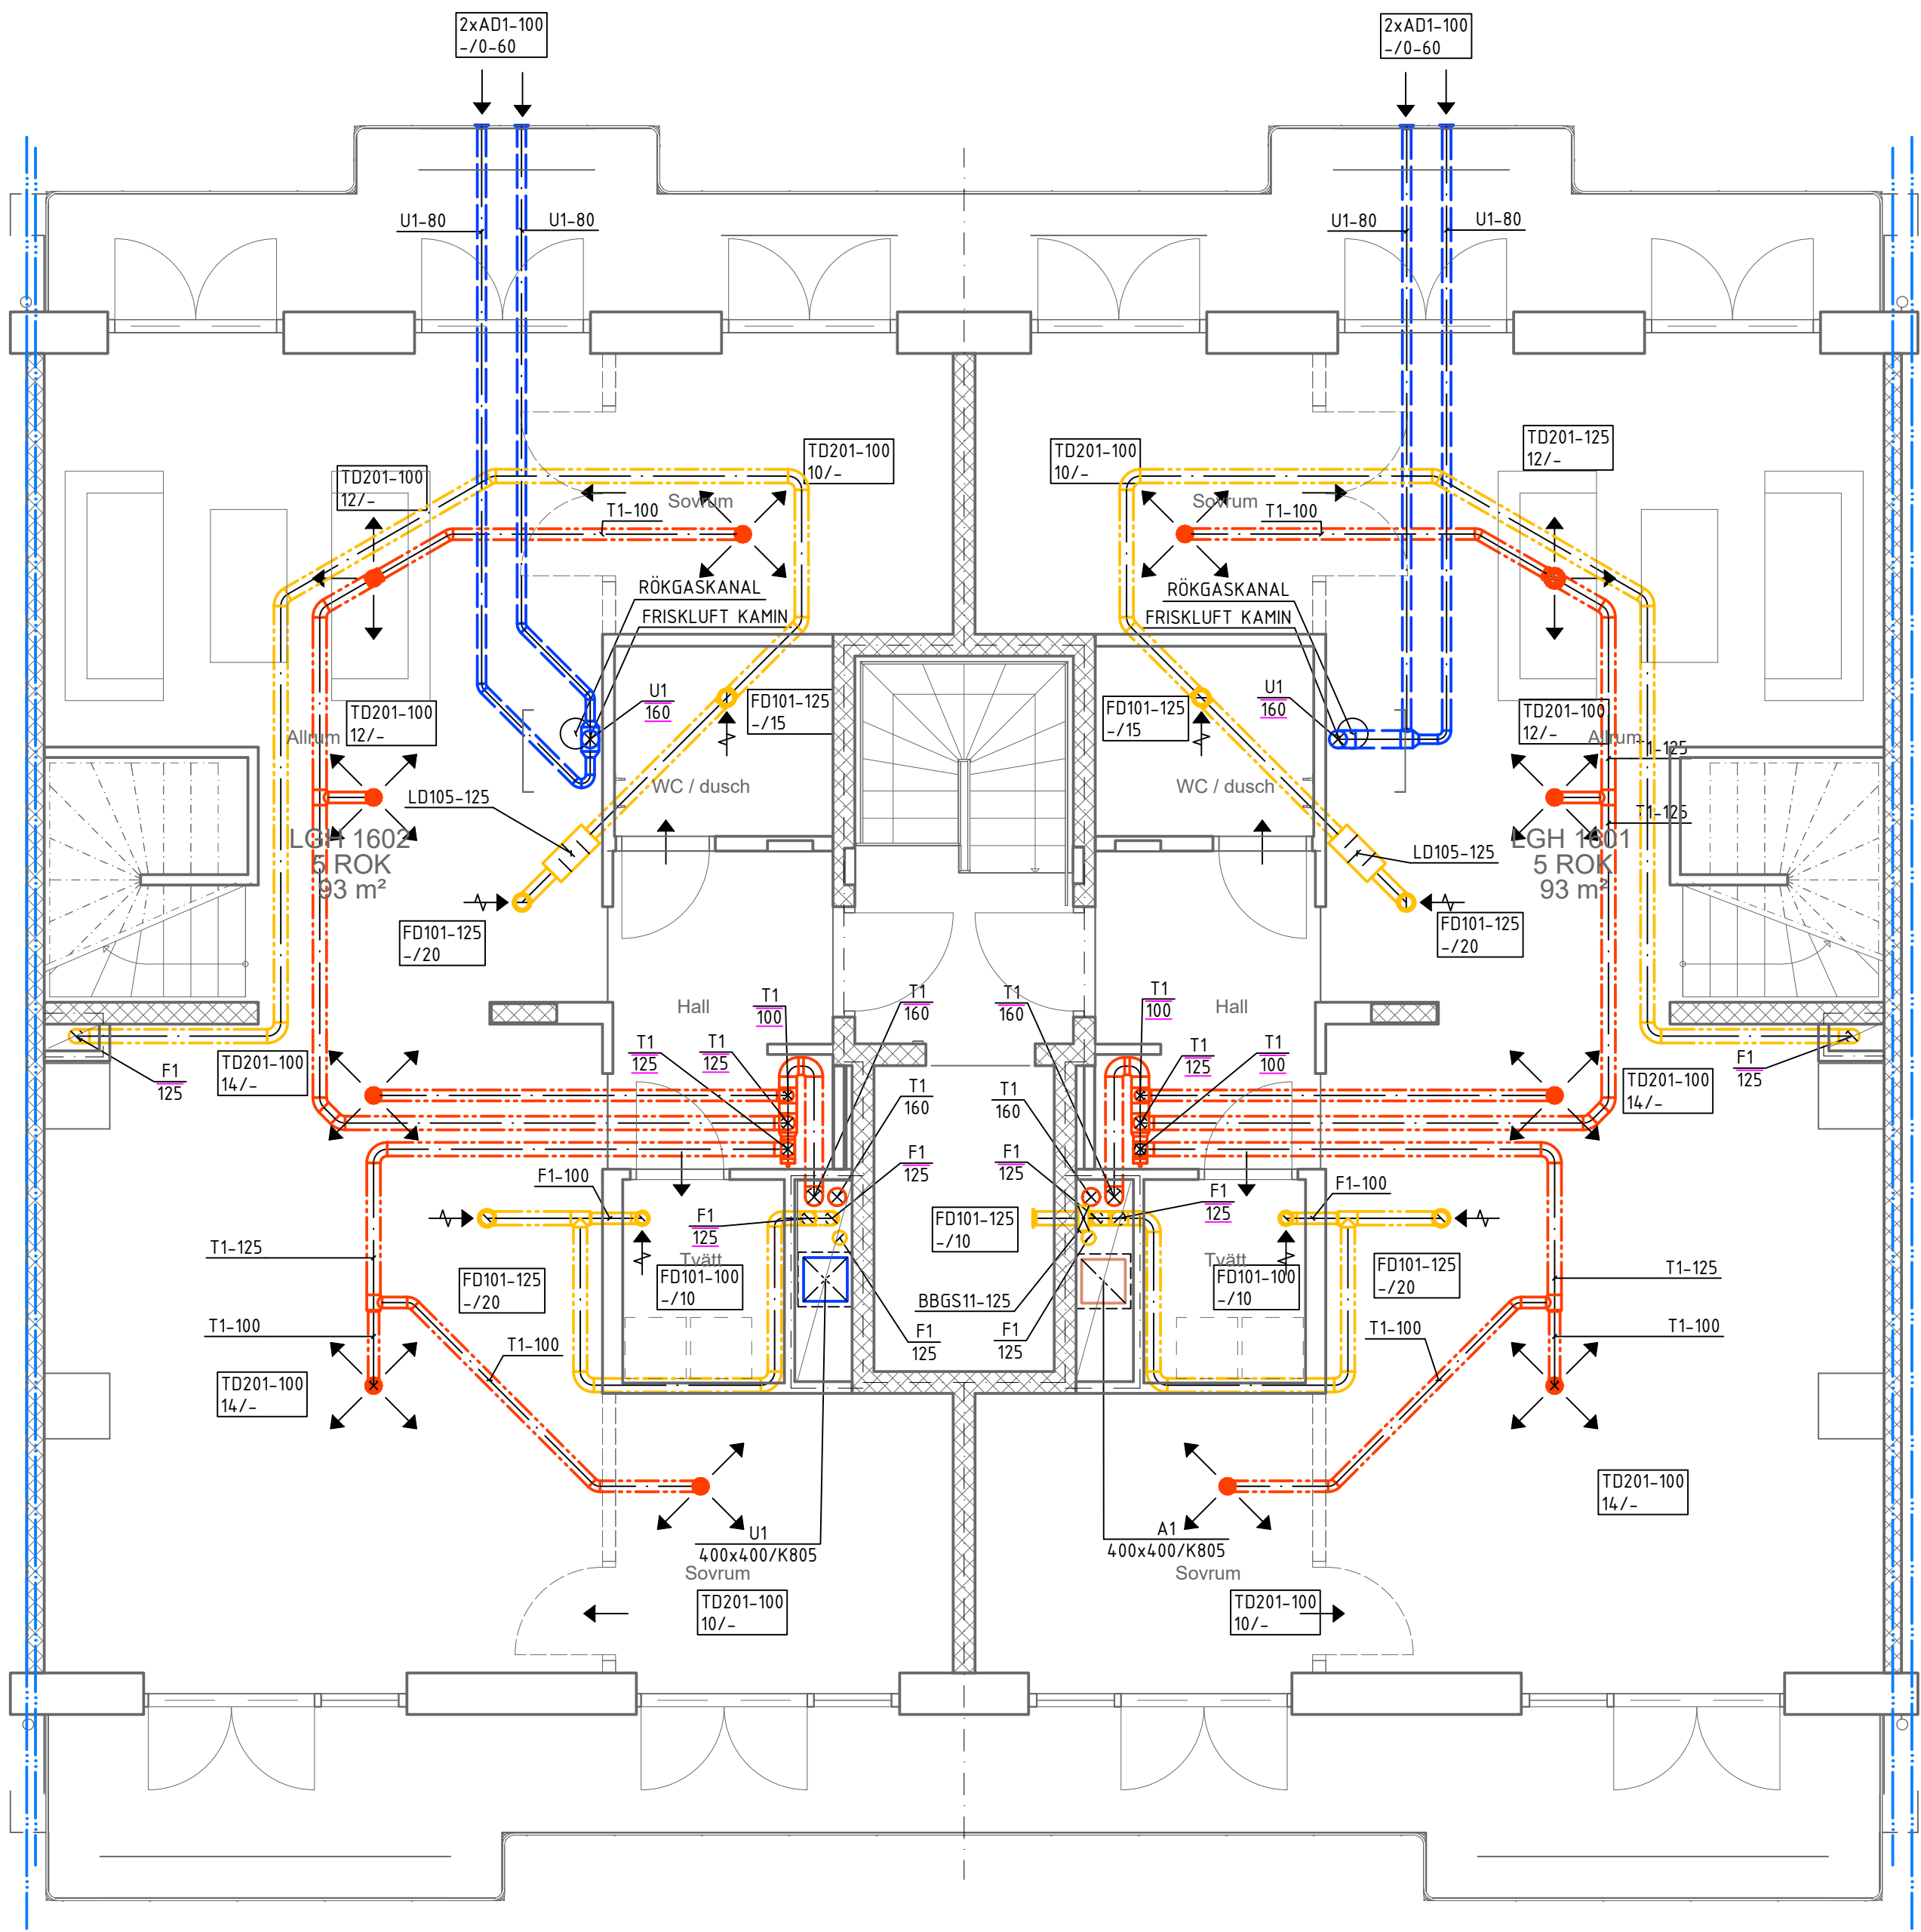 2xAD1-100
-/0-60
2xAD1-100
-/0-60
U1-80
U1-80
U1-80
U1-80
TD201-100
12/-
TD201-100
10/-
TD201-100
10/-
TD201-125
12/-
Sovrum
T1-100
Sovrum
T1-100
RÖKGASKANAL
FRISKLUFT KAMIN
RÖKGASKANAL
FRISKLUFT KAMIN
U1
160
FD101-125
-/15
FD101-125
-/15
U1
160
TD201-100
12/-
Allrum
TD201-100
12/-
Allrum
T1-125
WC / dusch
WC / dusch
LD105-125
T1-125
LGH 1602
5 ROK
93 m²
LGH 1601
5 ROK
93 m²
LD105-125
FD101-125
-/20
FD101-125
-/20
Hall
T1
100
T1
160
T1
160
T1
100
Hall
T1
125
T1
125
T1
125
T1
100
TD201-100
14/-
F1
125
F1
125
TD201-100
14/-
T1
160
T1
160
F1-100
F1
125
F1
125
F1-100
F1
125
F1
125
FD101-125
-/10
T1-125
Tvätt
FD101-100
-/10
FD101-125
-/20
Tvätt
FD101-100
-/10
FD101-125
-/20
T1-125
BBGS11-125
T1-100
T1-100
F1
125
F1
125
T1-100
T1-100
TD201-100
14/-
TD201-100
14/-
U1
400x400/K805
A1
400x400/K805
Sovrum
Sovrum
TD201-100
10/-
TD201-100
10/-